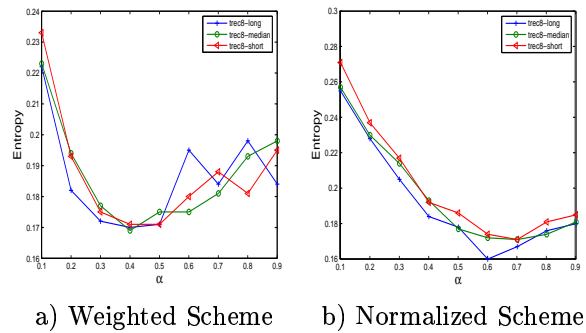 0.24
0.23
0.22
0.21
0.2
0.19
0.18
0.17
0.16
Entropy
0.1 0.2 0.3 0.4 0.5 0.6 0.7 0.8 0.9
α
trec8-long
trec8-median
trec8-short
a) Weighted Scheme
0.3
0.28
0.26
0.24
0.22
0.2
0.18
0.16
Entropy
0.1 0.2 0.3 0.4 0.5 0.6 0.7 0.8 0.9
α
trec8-long
trec8-median
trec8-short
b) Normalized Scheme